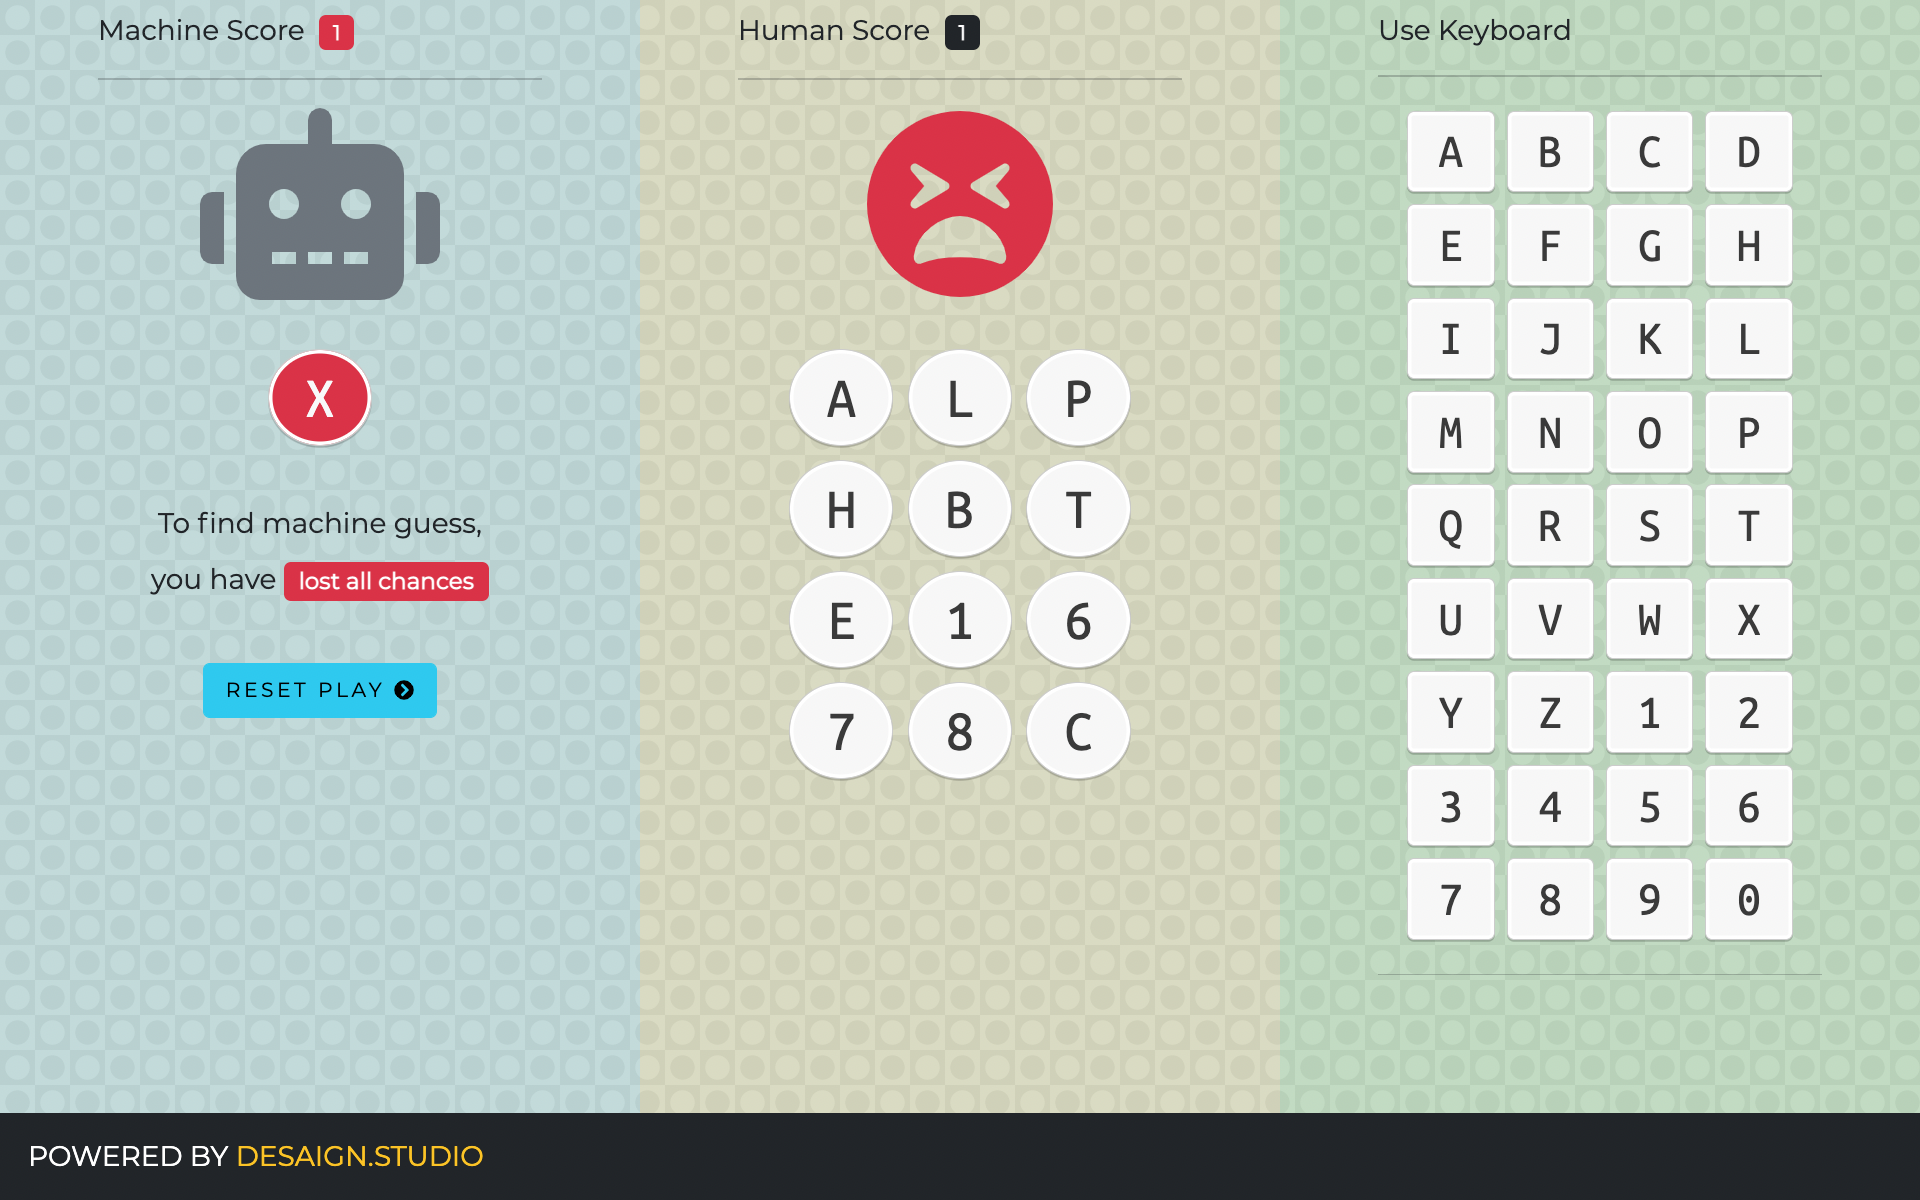 Machine Score 1
X
To find machine guess,
you have lost all chances
RESET PLAY
Human Score 1
A L P
H B T
E 1 6
7 8 C
Use Keyboard
A B C D
E F G H
I J K L
M N O P
Q R S T
U V W X
Y Z 1 2
3 4 5 6
7 8 9 0
POWERED BY DESAIGN.STUDIO